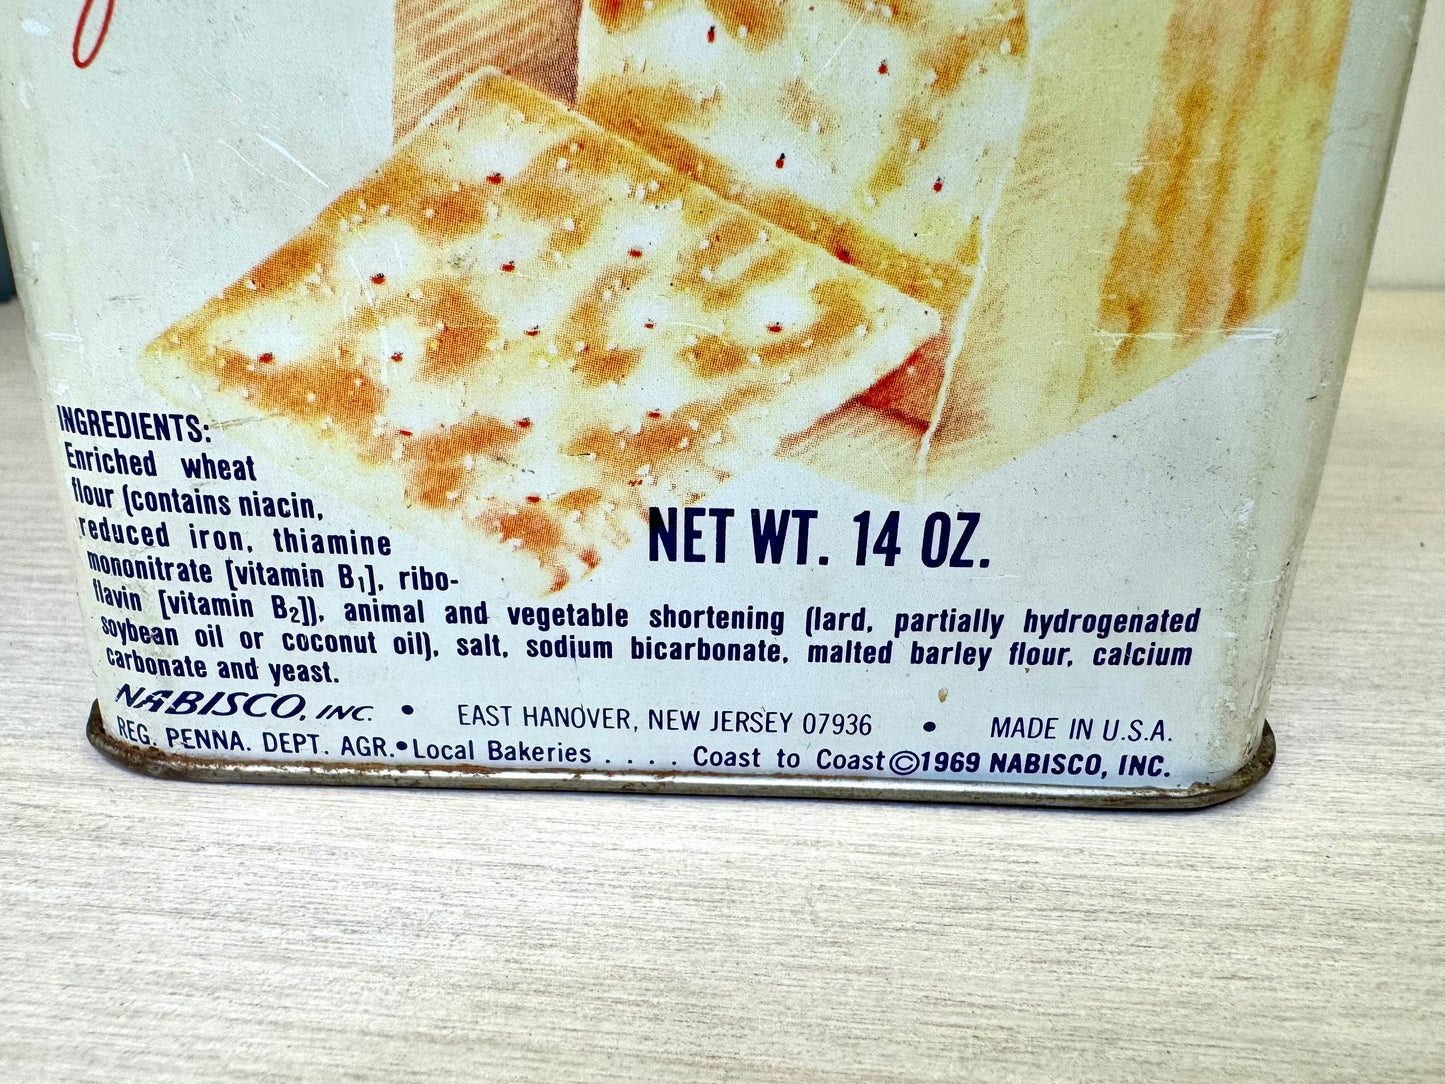 INGREDIENTS:
Enriched wheat
flour (contains niacin,
reduced iron, thiamine
mononitrate [vitamin B1], ribo-
flavin [vitamin B2]), animal and vegetable shortening (lard, partially hydrogenated
soybean oil or coconut oil), salt, sodium bicarbonate, malted barley flour, calcium
carbonate and yeast.
NET WT. 14 OZ.
NABISCO, INC. • EAST HANOVER, NEW JERSEY 07936 • MADE IN U.S.A.
REG. PENNA. DEPT. AGR. • Local Bakeries . . . . Coast to Coast © 1969 NABISCO, INC.